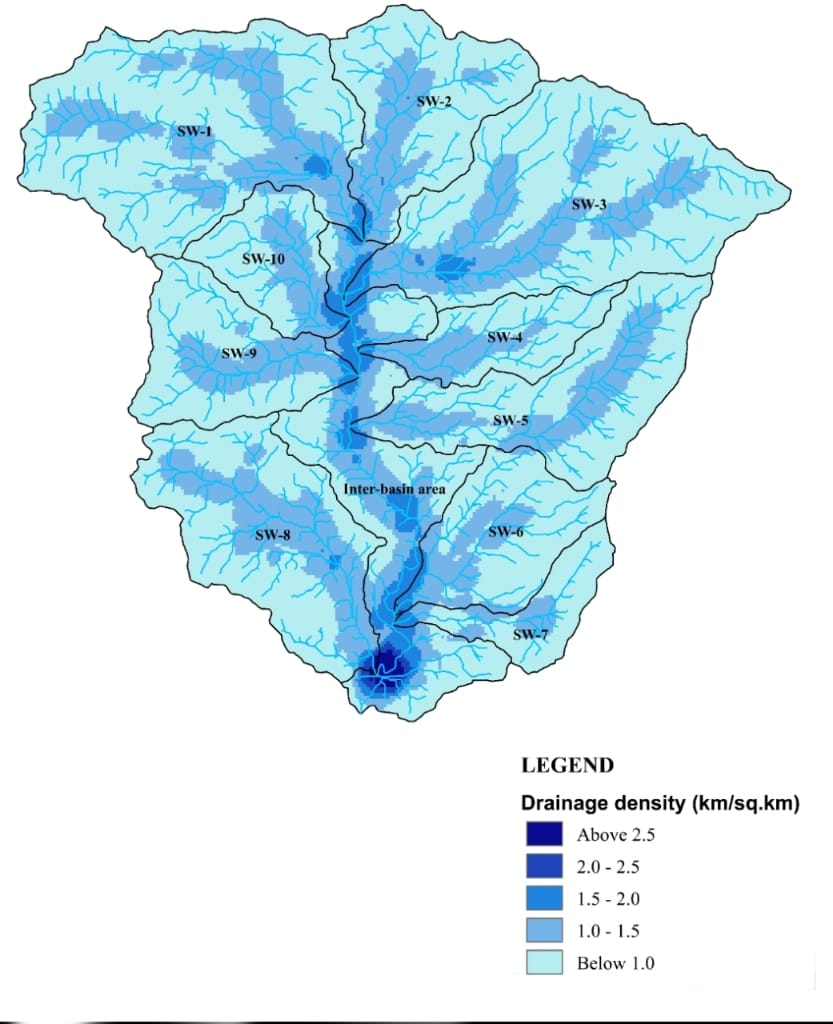 SW-2
SW-1
SW-3
SW-10
SW-4
SW-9
SW-5
Inter-basin area
SW-8
SW-6
SW-7
LEGEND
Drainage density (km/sq.km)
Above 2.5
2.0 - 2.5
1.5 - 2.0
1.0 - 1.5
Below 1.0